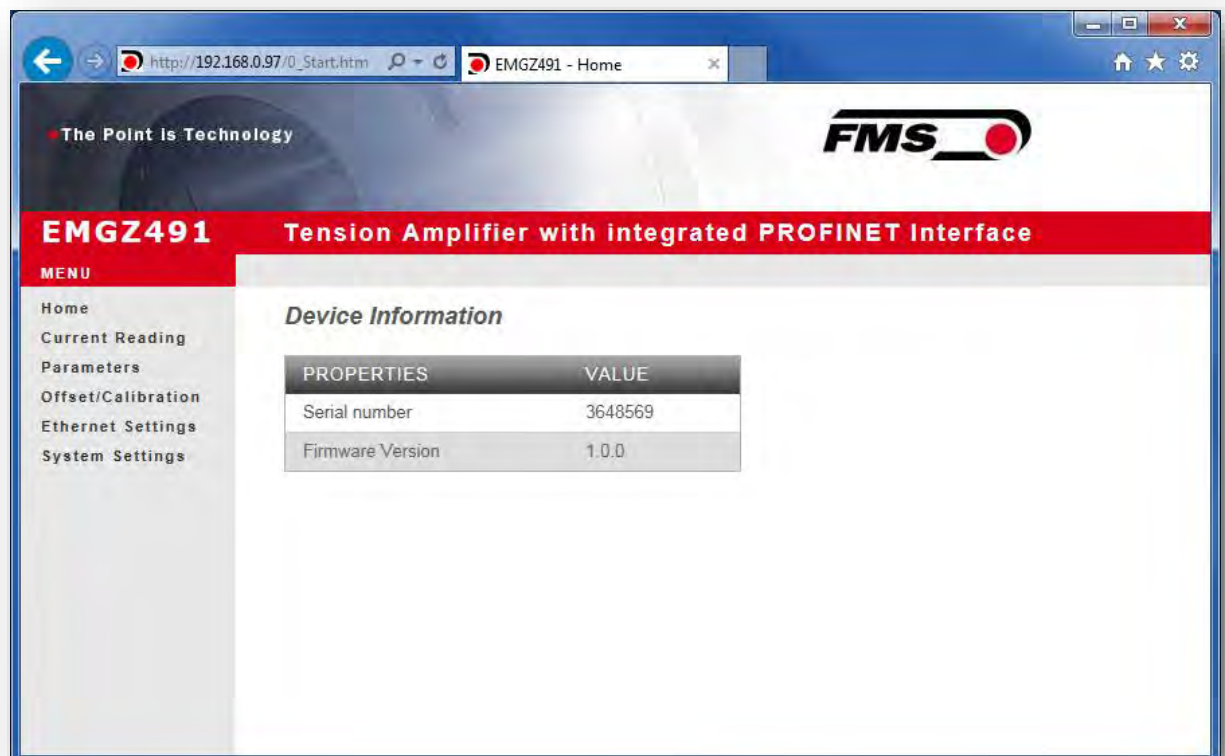 http://192.168.0.97/0_Start.htm
EMGZ491 - Home
The Point is Technology
FMS
EMGZ491 Tension Amplifier with integrated PROFINET Interface
MENU
Home
Current Reading
Parameters
Offset/Calibration
Ethernet Settings
System Settings
Device Information
PROPERTIES VALUE
Serial number 3648569
Firmware Version 1.0.0